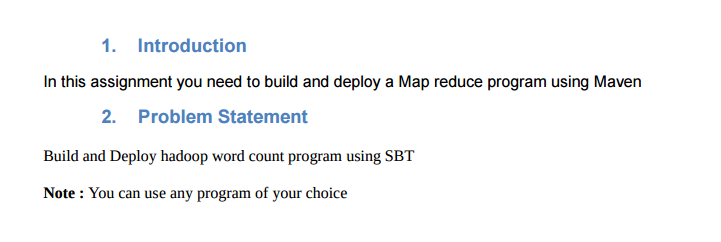 1. Introduction
In this assignment you need to build and deploy a Map reduce program using Maven
2. Problem Statement
Build and Deploy hadoop word count program using SBT
Note : You can use any program of your choice